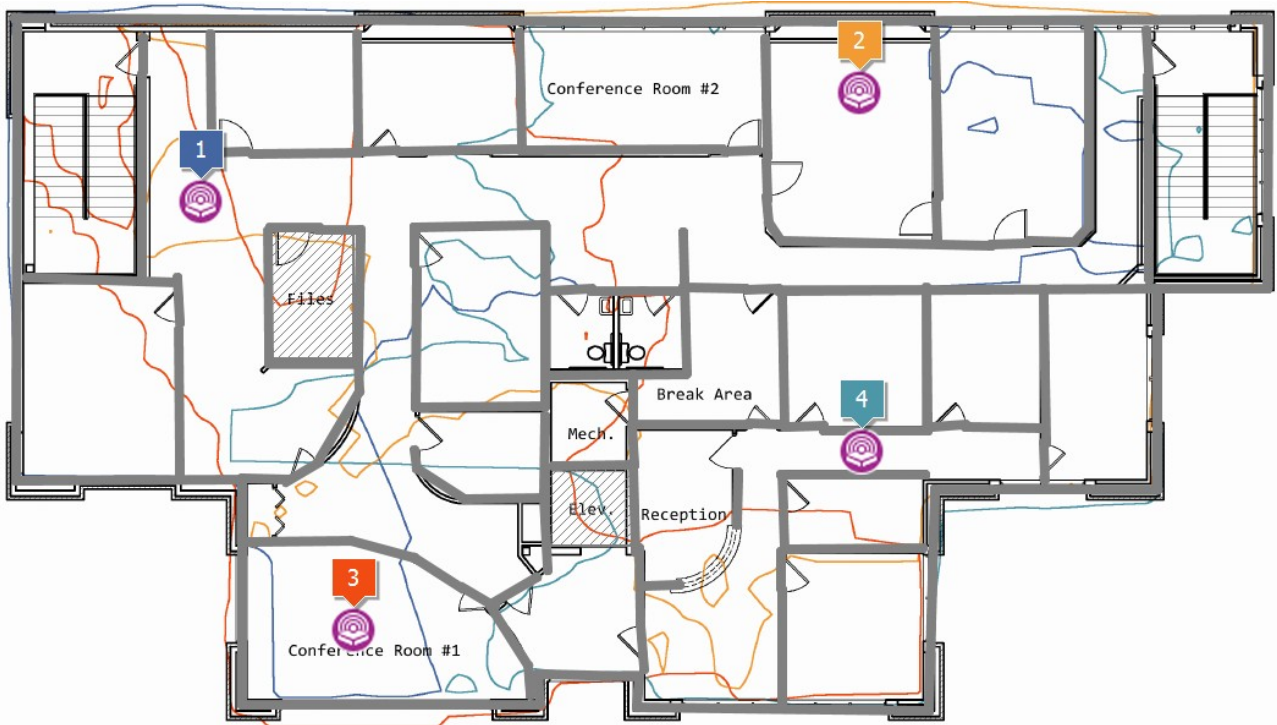 2
Conference Room #2
1
Files
Break Area
4
Mech.
Elev.
Reception
3
Conference Room #1